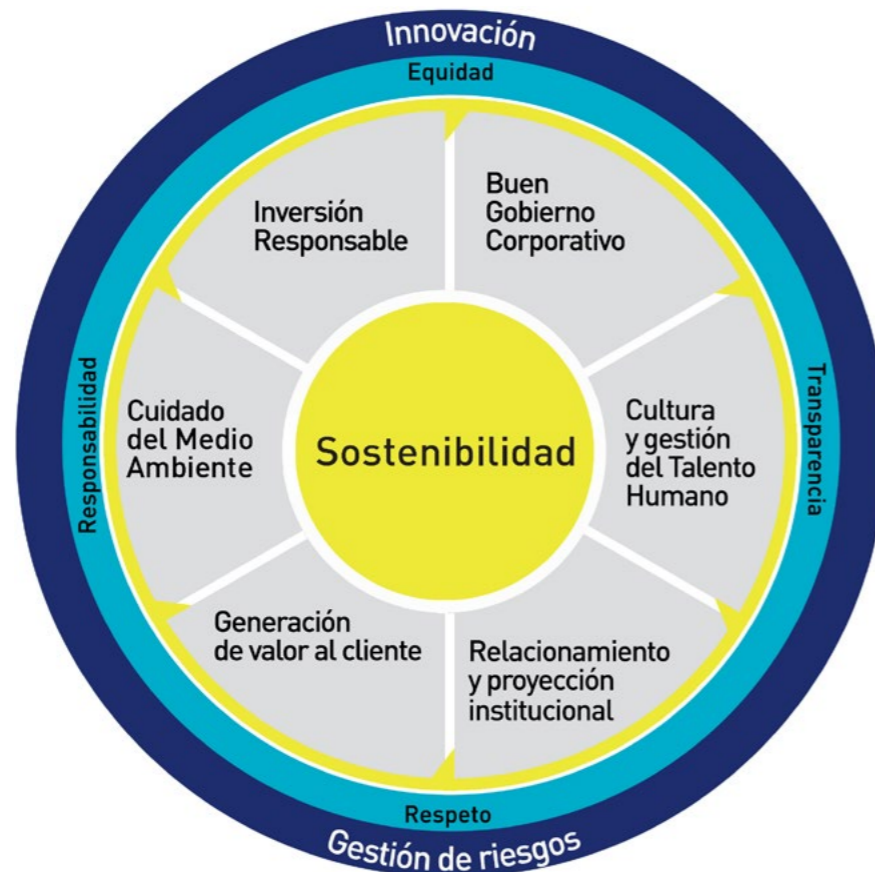 Innovación
Equidad
Inversión
Responsable
Buen
Gobierno
Corporativo
Responsabilidad
Cuidado
del Medio
Ambiente
Sostenibilidad
Cultura
y gestión
del Talento
Humano
Transparencia
Generación
de valor al cliente
Relacionamiento
y proyección
institucional
Respeto
Gestión de riesgos